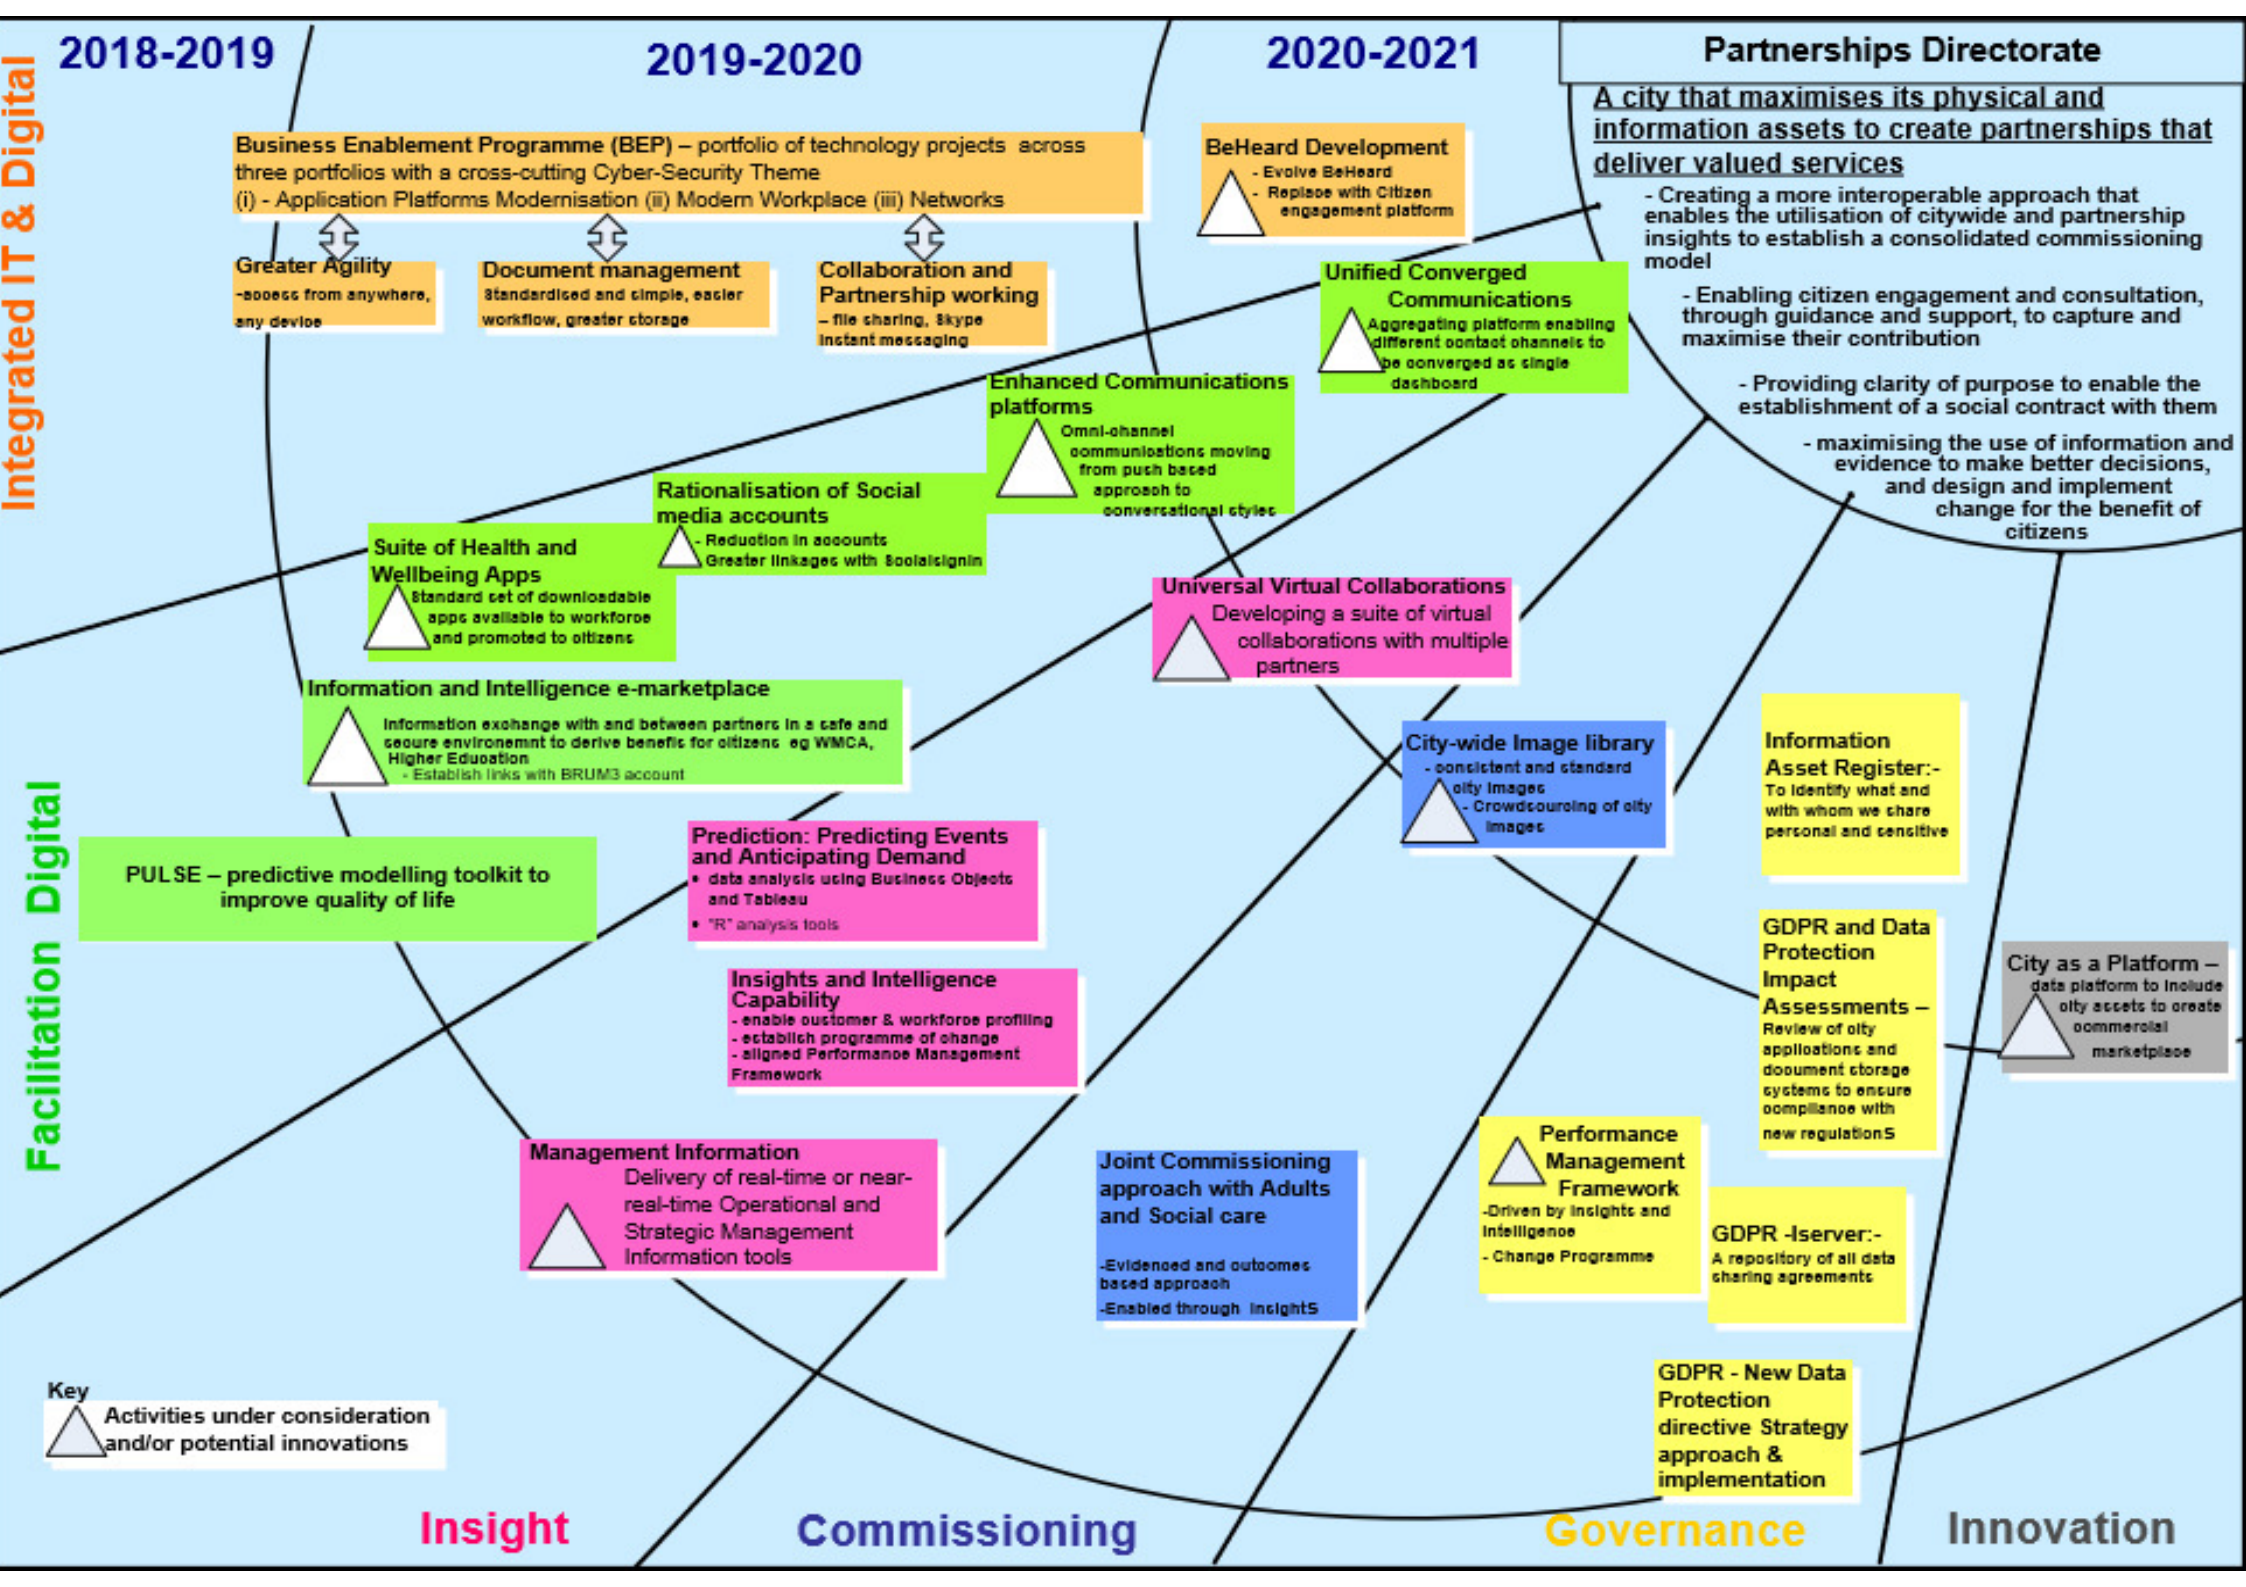 2018-2019
2019-2020
2020-2021
Partnerships Directorate
A city that maximises its physical and
information assets to create partnerships that
deliver valued services
- Creating a more interoperable approach that
enables the utilisation of citywide and partnership
insights to establish a consolidated commissioning
model
- Enabling citizen engagement and consultation,
through guidance and support, to capture and
maximise their contribution
- Providing clarity of purpose to enable the
establishment of a social contract with them
- maximising the use of information and
evidence to make better decisions,
and design and implement
change for the benefit of
citizens
Integrated IT & Digital
Business Enablement Programme (BEP) – portfolio of technology projects across
three portfolios with a cross-cutting Cyber-Security Theme
(i) - Application Platforms Modernisation (ii) Modern Workplace (iii) Networks
Greater Agility
-access from anywhere,
any device
Document management
Standardised and simple, easier
workflow, greater storage
Collaboration and
Partnership working
– file sharing, Skype
Instant messaging
BeHeard Development
- Evolve BeHeard
- Replace with Citizen
engagement platform
Unified Converged
Communications
Aggregating platform enabling
different contact channels to
be converged as single
dashboard
Enhanced Communications
platforms
Omni-channel
communications moving
from push based
approach to
conversational styles
Rationalisation of Social
media accounts
- Reduction in accounts
Greater linkages with Socialsignin
Suite of Health and
Wellbeing Apps
Standard set of downloadable
apps available to workforce
and promoted to citizens
Information and Intelligence e-marketplace
Information exchange with and between partners in a safe and
secure environemnt to derive benefis for citizens eg WMCA,
Higher Education
- Establish links with BRUM3 account
Facilitation Digital
PULSE – predictive modelling toolkit to
improve quality of life
Universal Virtual Collaborations
Developing a suite of virtual
collaborations with multiple
partners
Prediction: Predicting Events
and Anticipating Demand
• data analysis using Business Objects
and Tableau
• "R" analysis tools
Insights and Intelligence
Capability
- enable customer & workforce profiling
- establish programme of change
- aligned Performance Management
Framework
Management Information
Delivery of real-time or near-
real-time Operational and
Strategic Management
Information tools
City-wide Image library
- consistent and standard
city images
- Crowdsourcing of city
images
Joint Commissioning
approach with Adults
and Social care
-Evidenced and outcomes
based approach
-Enabled through insightS
Information
Asset Register:-
To identify what and
with whom we share
personal and sensitive
GDPR and Data
Protection
Impact
Assessments –
Review of city
applications and
document storage
systems to ensure
compliance with
new regulationS
Performance
Management
Framework
-Driven by Insights and
Intelligence
- Change Programme
GDPR -Iserver:-
A repository of all data
sharing agreements
GDPR - New Data
Protection
directive Strategy
approach &
implementation
City as a Platform –
data platform to include
city assets to create
commercial
marketplace
Key
Activities under consideration
and/or potential innovations
Insight
Commissioning
Governance
Innovation